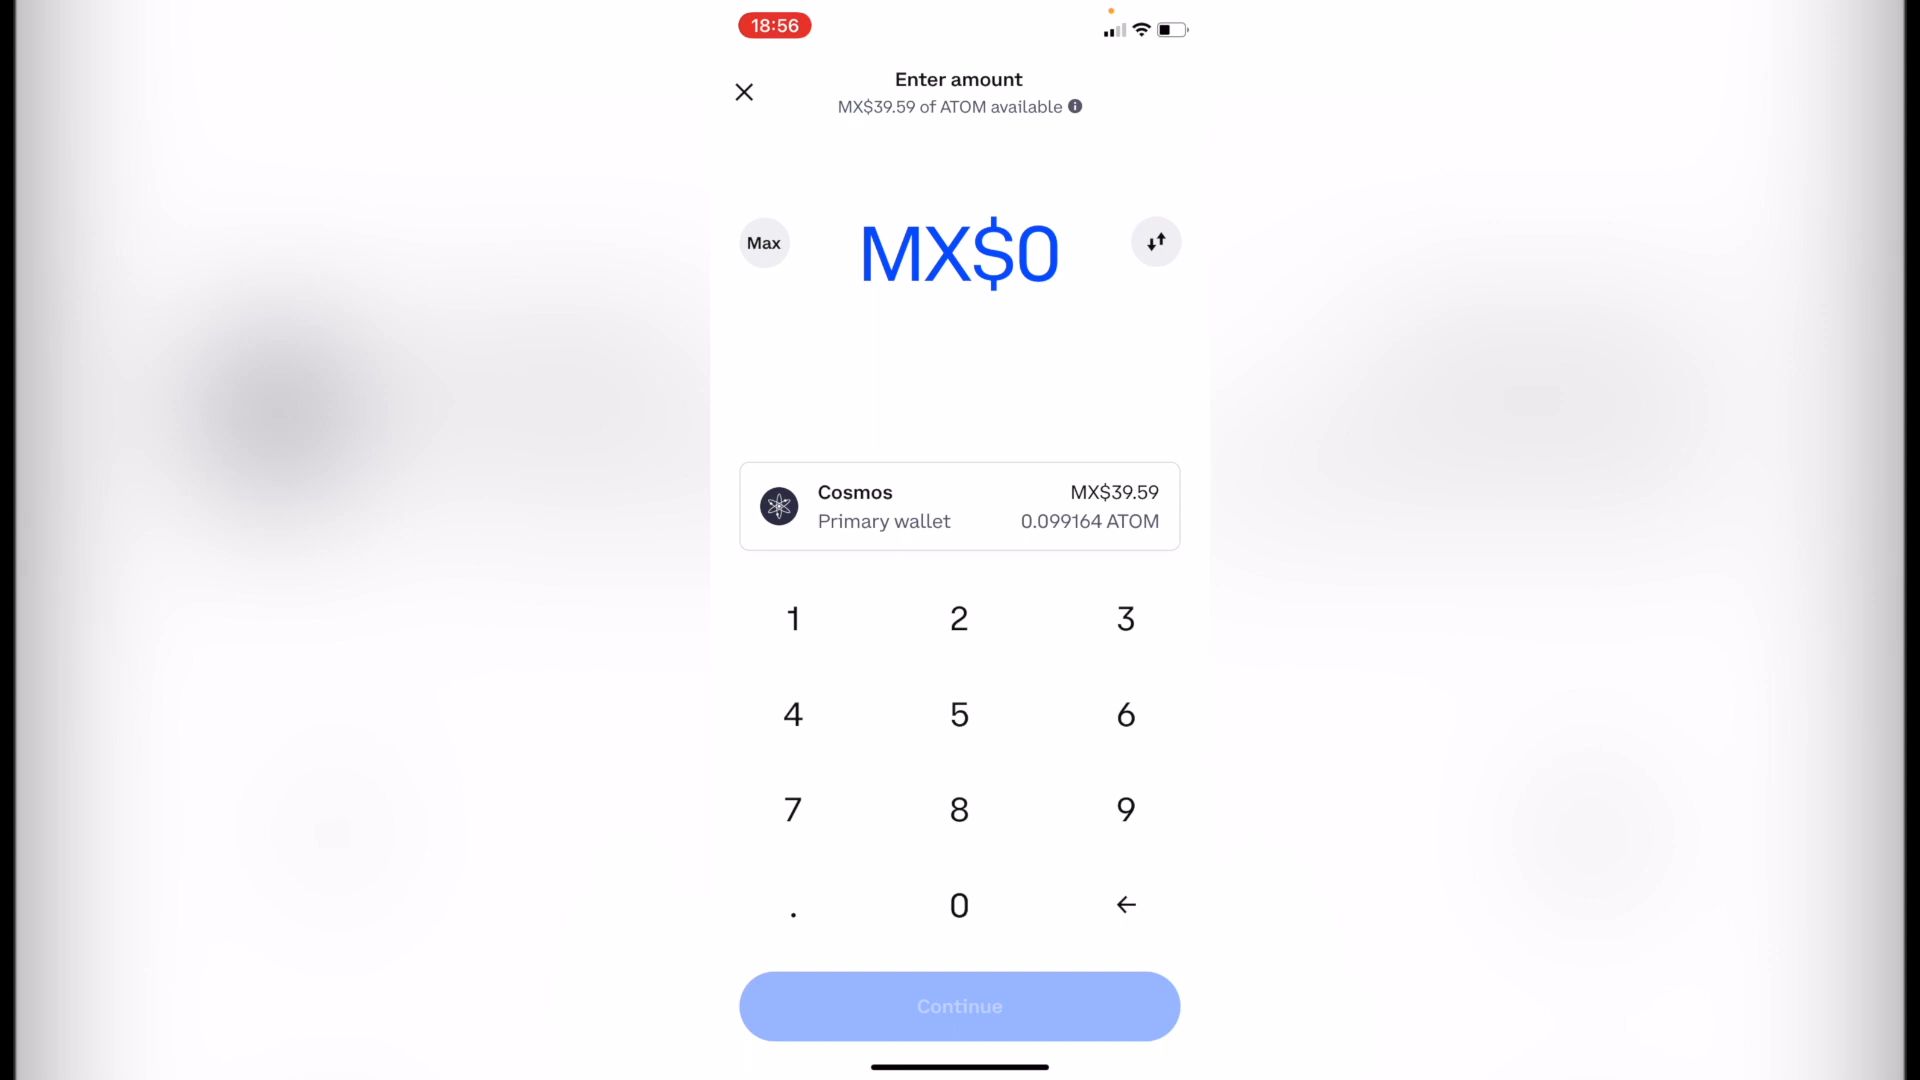 18:56
Enter amount
MX$39.59 of ATOM available
Max
MX$0
Cosmos
MX$39.59
Primary wallet
0.099164 ATOM
1 2 3
4 5 6
7 8 9
. 0
Continue